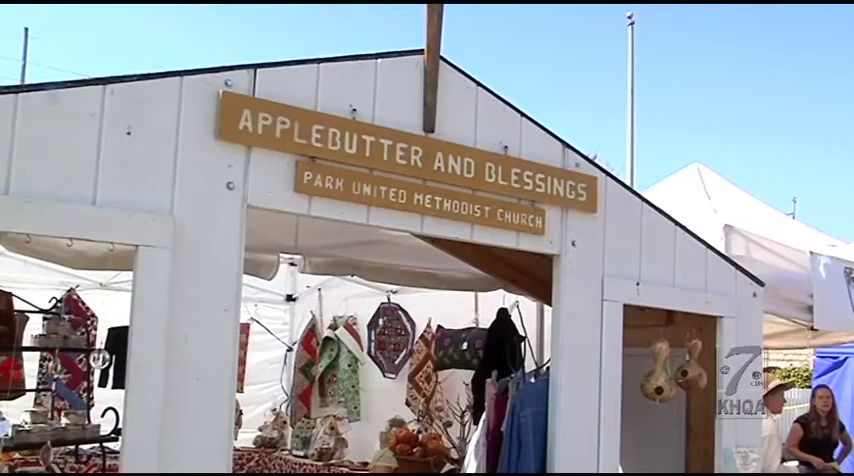 APPLEBUTTER AND BLESSINGS
PARK UNITED METHODIST CHURCH
7
KHQA